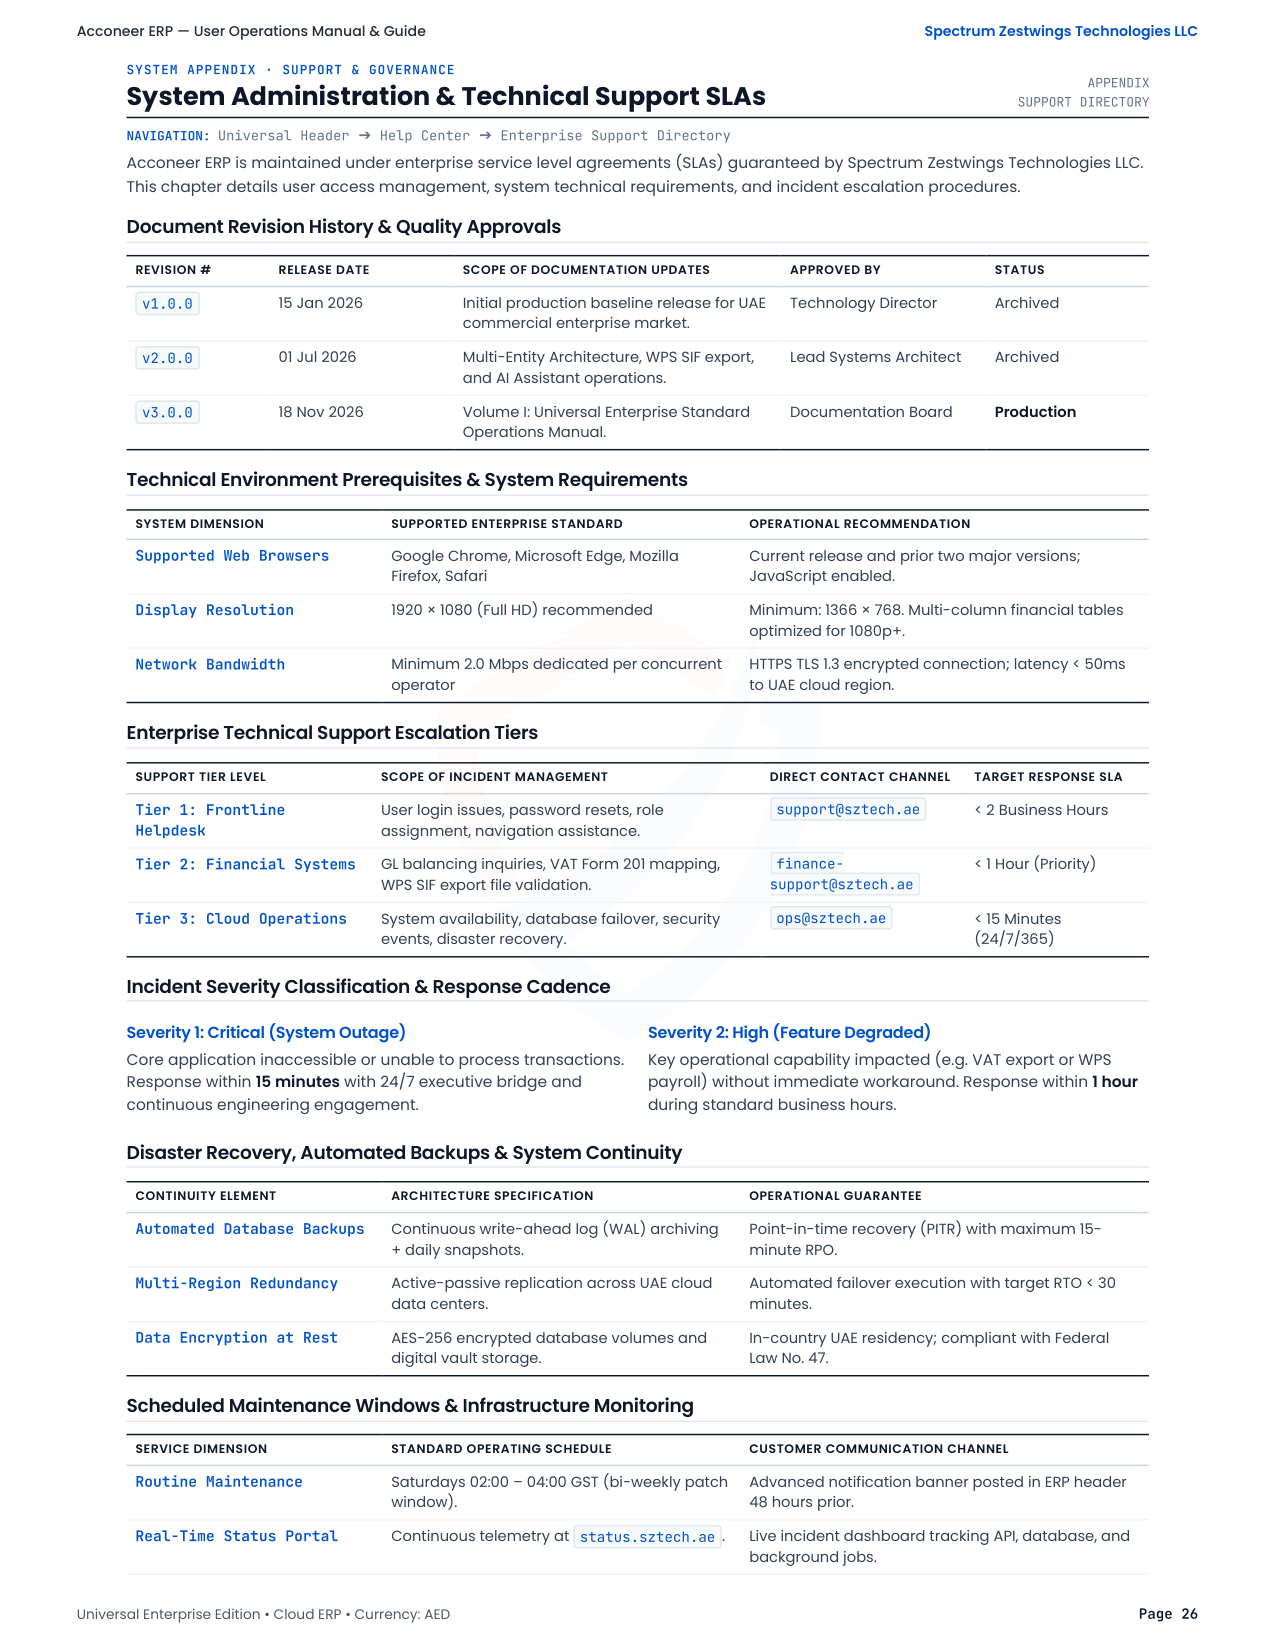 Acconeer ERP — User Operations Manual & Guide
Spectrum Zestwings Technologies LLC
SYSTEM APPENDIX · SUPPORT & GOVERNANCE
System Administration & Technical Support SLAs
APPENDIX
SUPPORT DIRECTORY
NAVIGATION: Universal Header → Help Center → Enterprise Support Directory
Acconeer ERP is maintained under enterprise service level agreements (SLAs) guaranteed by Spectrum Zestwings Technologies LLC.
This chapter details user access management, system technical requirements, and incident escalation procedures.
Document Revision History & Quality Approvals
REVISION # RELEASE DATE SCOPE OF DOCUMENTATION UPDATES APPROVED BY STATUS
v1.0.0 15 Jan 2026 Initial production baseline release for UAE Technology Director Archived
commercial enterprise market.
v2.0.0 01 Jul 2026 Multi-Entity Architecture, WPS SIF export, Lead Systems Architect Archived
and AI Assistant operations.
v3.0.0 18 Nov 2026 Volume I: Universal Enterprise Standard Documentation Board Production
Operations Manual.
Technical Environment Prerequisites & System Requirements
SYSTEM DIMENSION SUPPORTED ENTERPRISE STANDARD OPERATIONAL RECOMMENDATION
Supported Web Browsers Google Chrome, Microsoft Edge, Mozilla Current release and prior two major versions;
Firefox, Safari JavaScript enabled.
Display Resolution 1920 × 1080 (Full HD) recommended Minimum: 1366 × 768. Multi-column financial tables
optimized for 1080p+.
Network Bandwidth Minimum 2.0 Mbps dedicated per concurrent HTTPS TLS 1.3 encrypted connection; latency < 50ms
operator to UAE cloud region.
Enterprise Technical Support Escalation Tiers
SUPPORT TIER LEVEL SCOPE OF INCIDENT MANAGEMENT DIRECT CONTACT CHANNEL TARGET RESPONSE SLA
Tier 1: Frontline User login issues, password resets, role support@sztech.ae < 2 Business Hours
Helpdesk assignment, navigation assistance.
Tier 2: Financial Systems GL balancing inquiries, VAT Form 201 mapping, finance- < 1 Hour (Priority)
WPS SIF export file validation. support@sztech.ae
Tier 3: Cloud Operations System availability, database failover, security ops@sztech.ae < 15 Minutes
events, disaster recovery. (24/7/365)
Incident Severity Classification & Response Cadence
Severity 1: Critical (System Outage)
Core application inaccessible or unable to process transactions.
Response within 15 minutes with 24/7 executive bridge and
continuous engineering engagement.
Severity 2: High (Feature Degraded)
Key operational capability impacted (e.g. VAT export or WPS
payroll) without immediate workaround. Response within 1 hour
during standard business hours.
Disaster Recovery, Automated Backups & System Continuity
CONTINUITY ELEMENT ARCHITECTURE SPECIFICATION OPERATIONAL GUARANTEE
Automated Database Backups Continuous write-ahead log (WAL) archiving Point-in-time recovery (PITR) with maximum 15-
+ daily snapshots. minute RPO.
Multi-Region Redundancy Active-passive replication across UAE cloud Automated failover execution with target RTO < 30
data centers. minutes.
Data Encryption at Rest AES-256 encrypted database volumes and In-country UAE residency; compliant with Federal
digital vault storage. Law No. 47.
Scheduled Maintenance Windows & Infrastructure Monitoring
SERVICE DIMENSION STANDARD OPERATING SCHEDULE CUSTOMER COMMUNICATION CHANNEL
Routine Maintenance Saturdays 02:00 – 04:00 GST (bi-weekly patch Advanced notification banner posted in ERP header
window). 48 hours prior.
Real-Time Status Portal Continuous telemetry at status.sztech.ae. Live incident dashboard tracking API, database, and
background jobs.
Universal Enterprise Edition • Cloud ERP • Currency: AED
Page 26